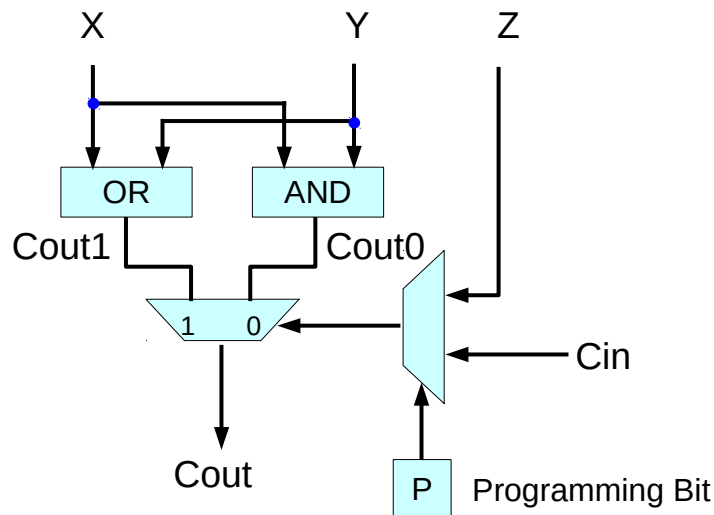 X Y Z
OR AND
Cout1 Cout0
1 0
Cin
Cout
P Programming Bit